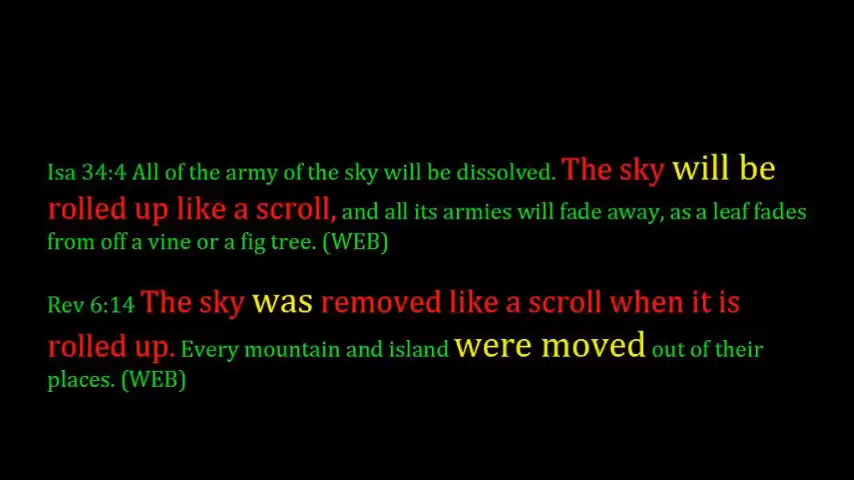 Isa 34:4 All of the army of the sky will be dissolved. The sky will be
rolled up like a scroll, and all its armies will fade away, as a leaf fades
from off a vine or a fig tree. (WEB)
Rev 6:14 The sky was removed like a scroll when it is
rolled up. Every mountain and island were moved out of their
places. (WEB)